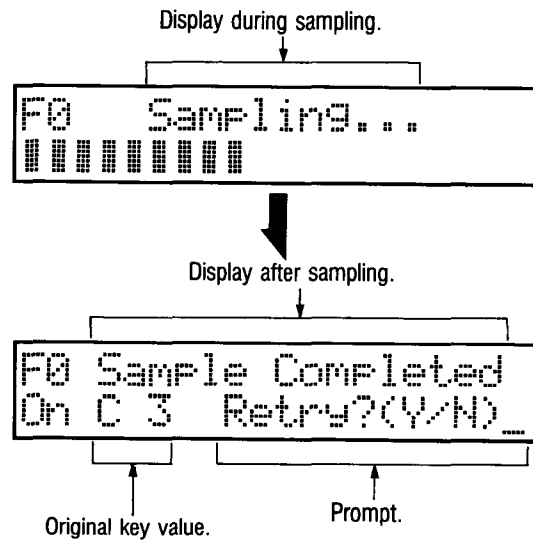 Display during sampling.
F0 Sampling...
Display after sampling.
F0 Sample Completed
On C 3 Retry?(Y/N)_
Original key value.
Prompt.